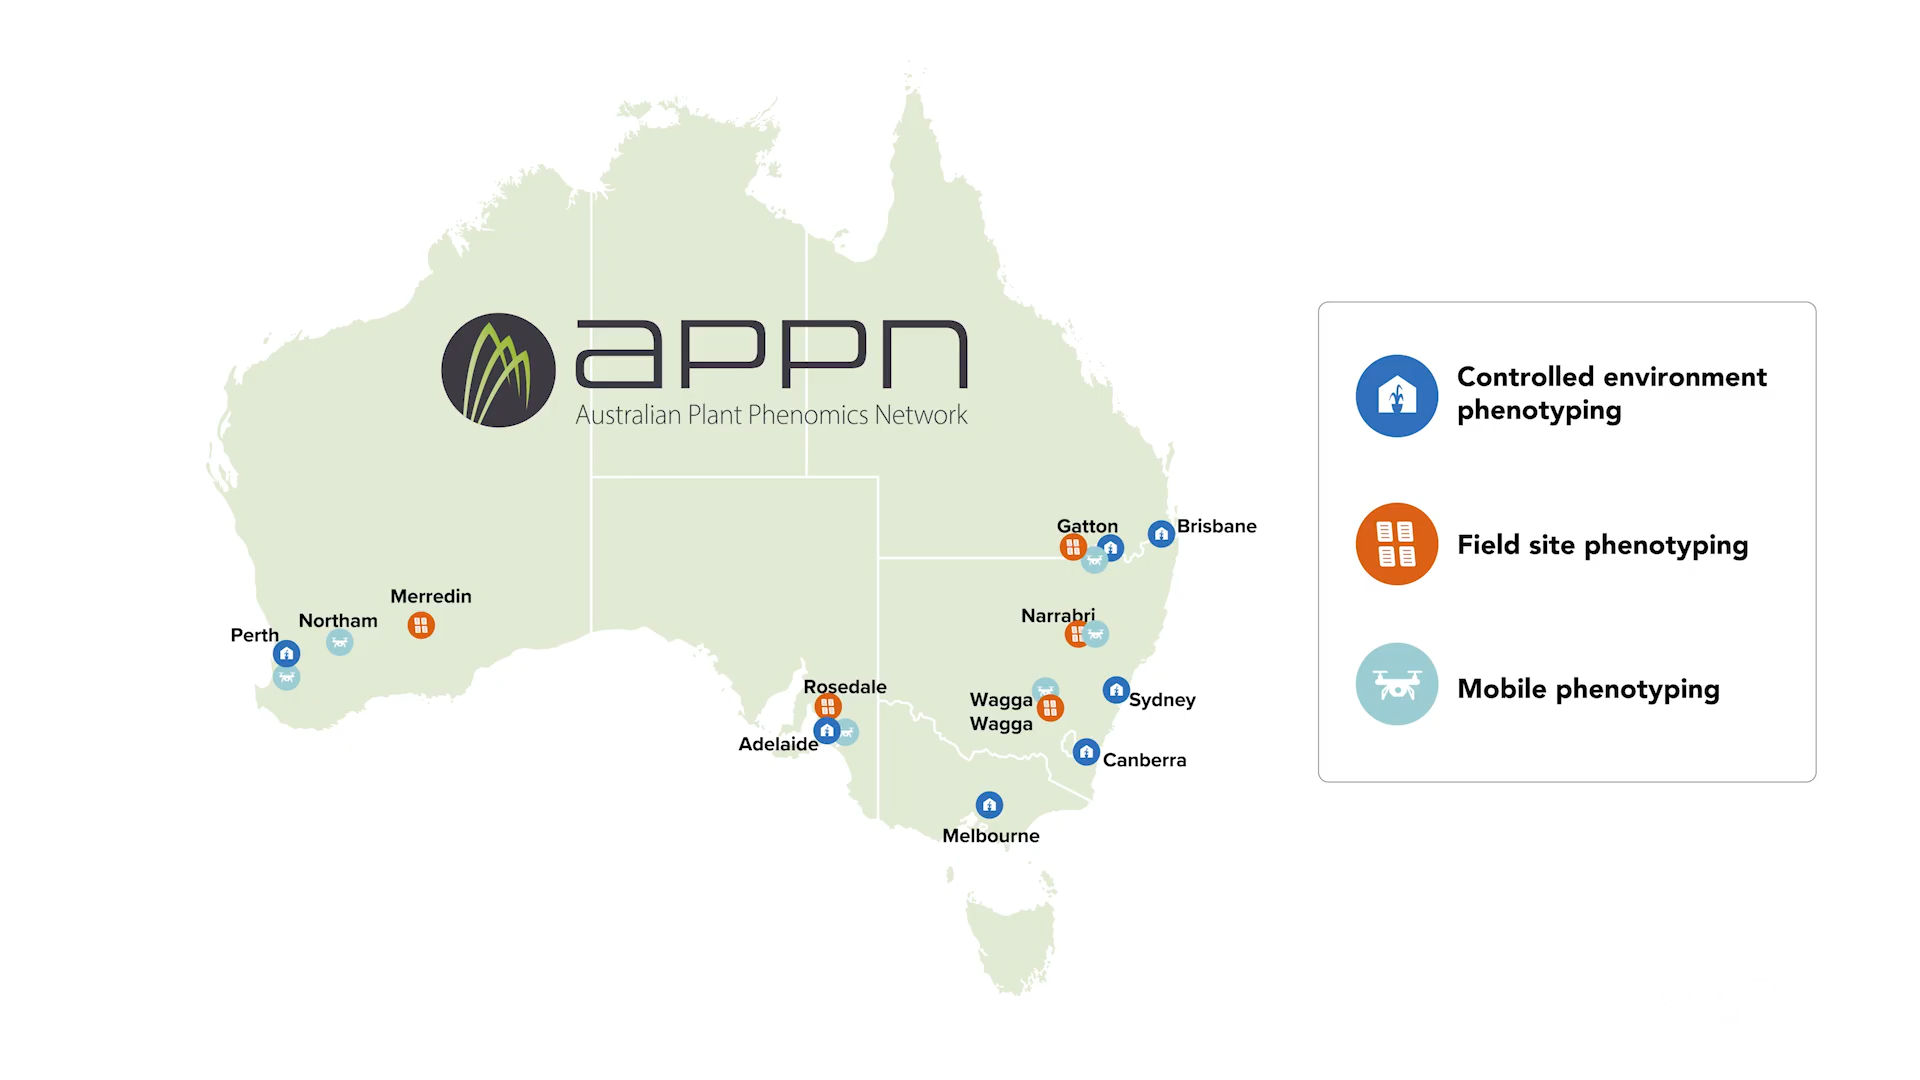 appn
Australian Plant Phenomics Network
Controlled environment
phenotyping
Field site phenotyping
Mobile phenotyping
Gatton
Brisbane
Merredin
Northam
Perth
Narrabri
Rosedale
Adelaide
Wagga
Wagga
Sydney
Canberra
Melbourne